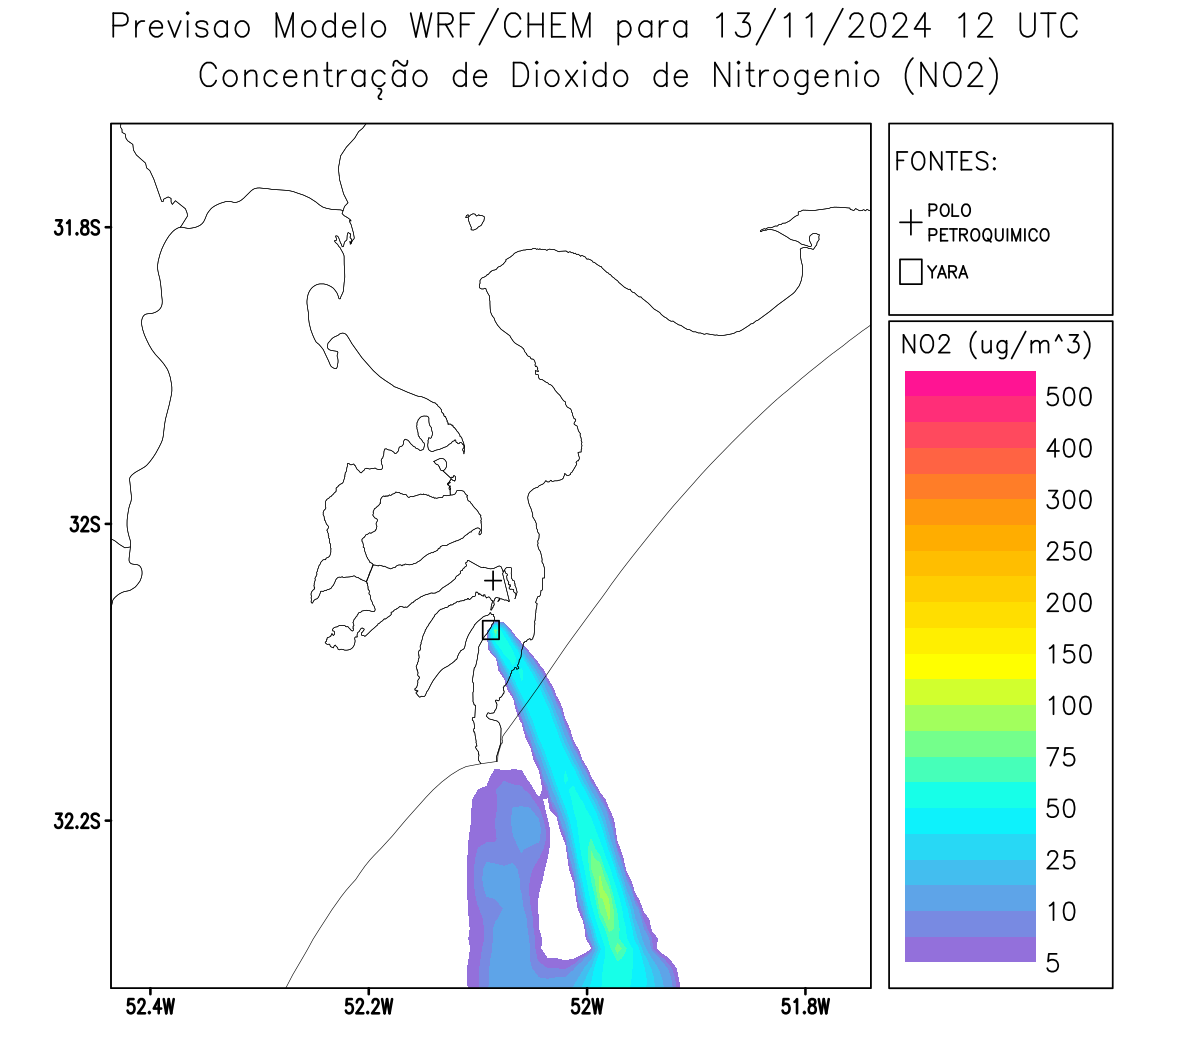 Previsao Modelo WRF/CHEM para 13/11/2024 12 UTC
Concentração de Dioxido de Nitrogenio (NO2)
FONTES:
POLO
PETROQUIMICO
YARA
NO2 (ug/m^3)
500
400
300
250
200
150
100
75
50
25
10
5
31.8S
32S
32.2S
52.4W
52.2W
52W
51.8W